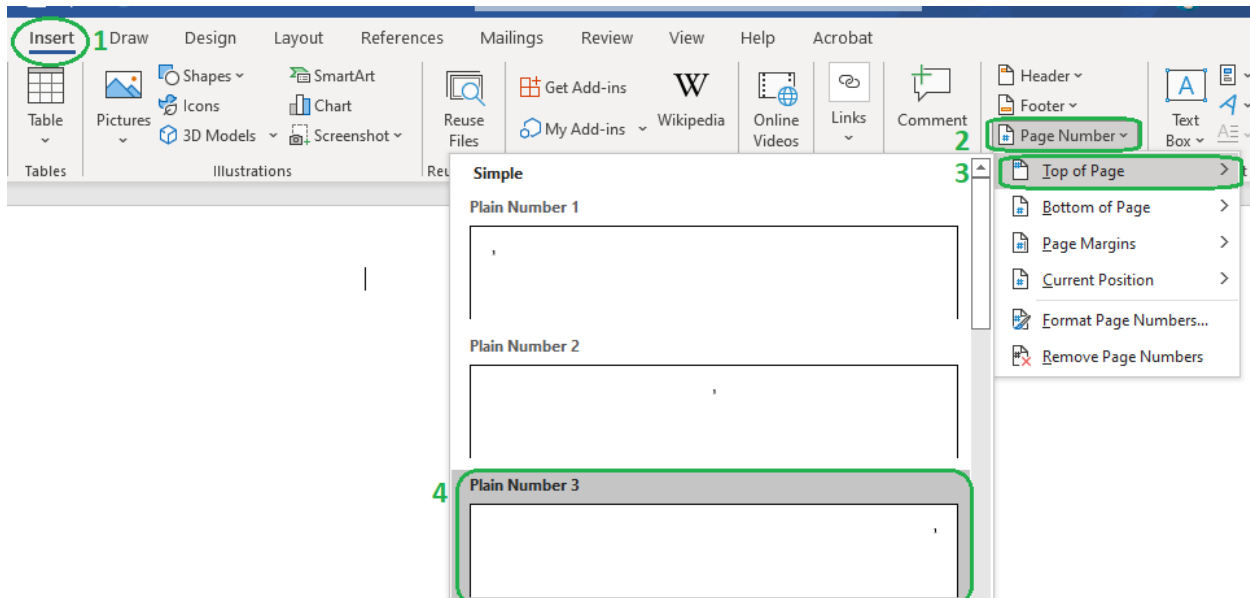 Insert 1 Draw Design Layout References Mailings Review View Help Acrobat
Table
Tables
Pictures
Shapes
Icons
3D Models
SmartArt
Chart
Screenshot
Illustrations
Reuse
Files
Reu
Get Add-ins
My Add-ins
W
Wikipedia
Online
Videos
Links
Comment
Header
Footer
2 Page Number
A
Text
Box
3 Top of Page
Bottom of Page
Page Margins
Current Position
Format Page Numbers...
Remove Page Numbers
Simple
Plain Number 1
Plain Number 2
4 Plain Number 3